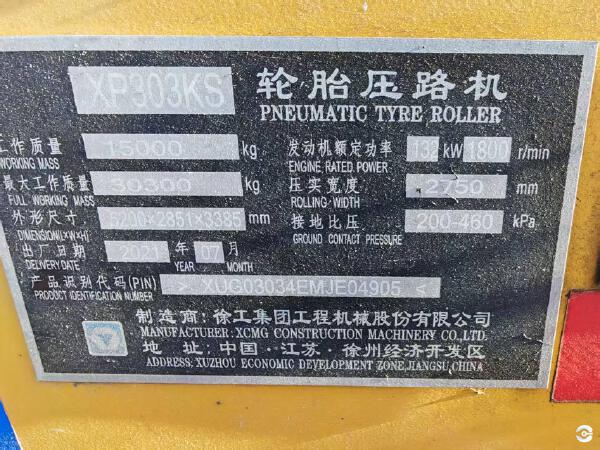 XP303KS 轮胎压路机
PNEUMATIC TYRE ROLLER
工作质量 15000 kg 发动机额定功率 132 kW 1800 r/min
WORKING MASS ENGINE RATED POWER
最大工作质量 30300 kg 压实宽度 2750 mm
FULL WORKING MASS ROLLING WIDTH
外形尺寸 5200×2851×3335 mm 接地比压 200-460 kPa
DIMENSION(L×W×H) GROUND CONTACT PRESSURE
出厂日期 2021 年 07 月
DELIVERY DATE YEAR MONTH
产品识别代码(PIN) > XUG03034EMJE04905 <
PRODUCT IDENTIFICATION NUMBER
制造商:徐工集团工程机械股份有限公司
MANUFACTURER: XCMG CONSTRUCTION MACHINERY CO.,LTD.
地 址:中国·江苏·徐州经济开发区
ADDRESS: XUZHOU ECONOMIC DEVELOPMENT ZONE,JIANGSU,CHINA